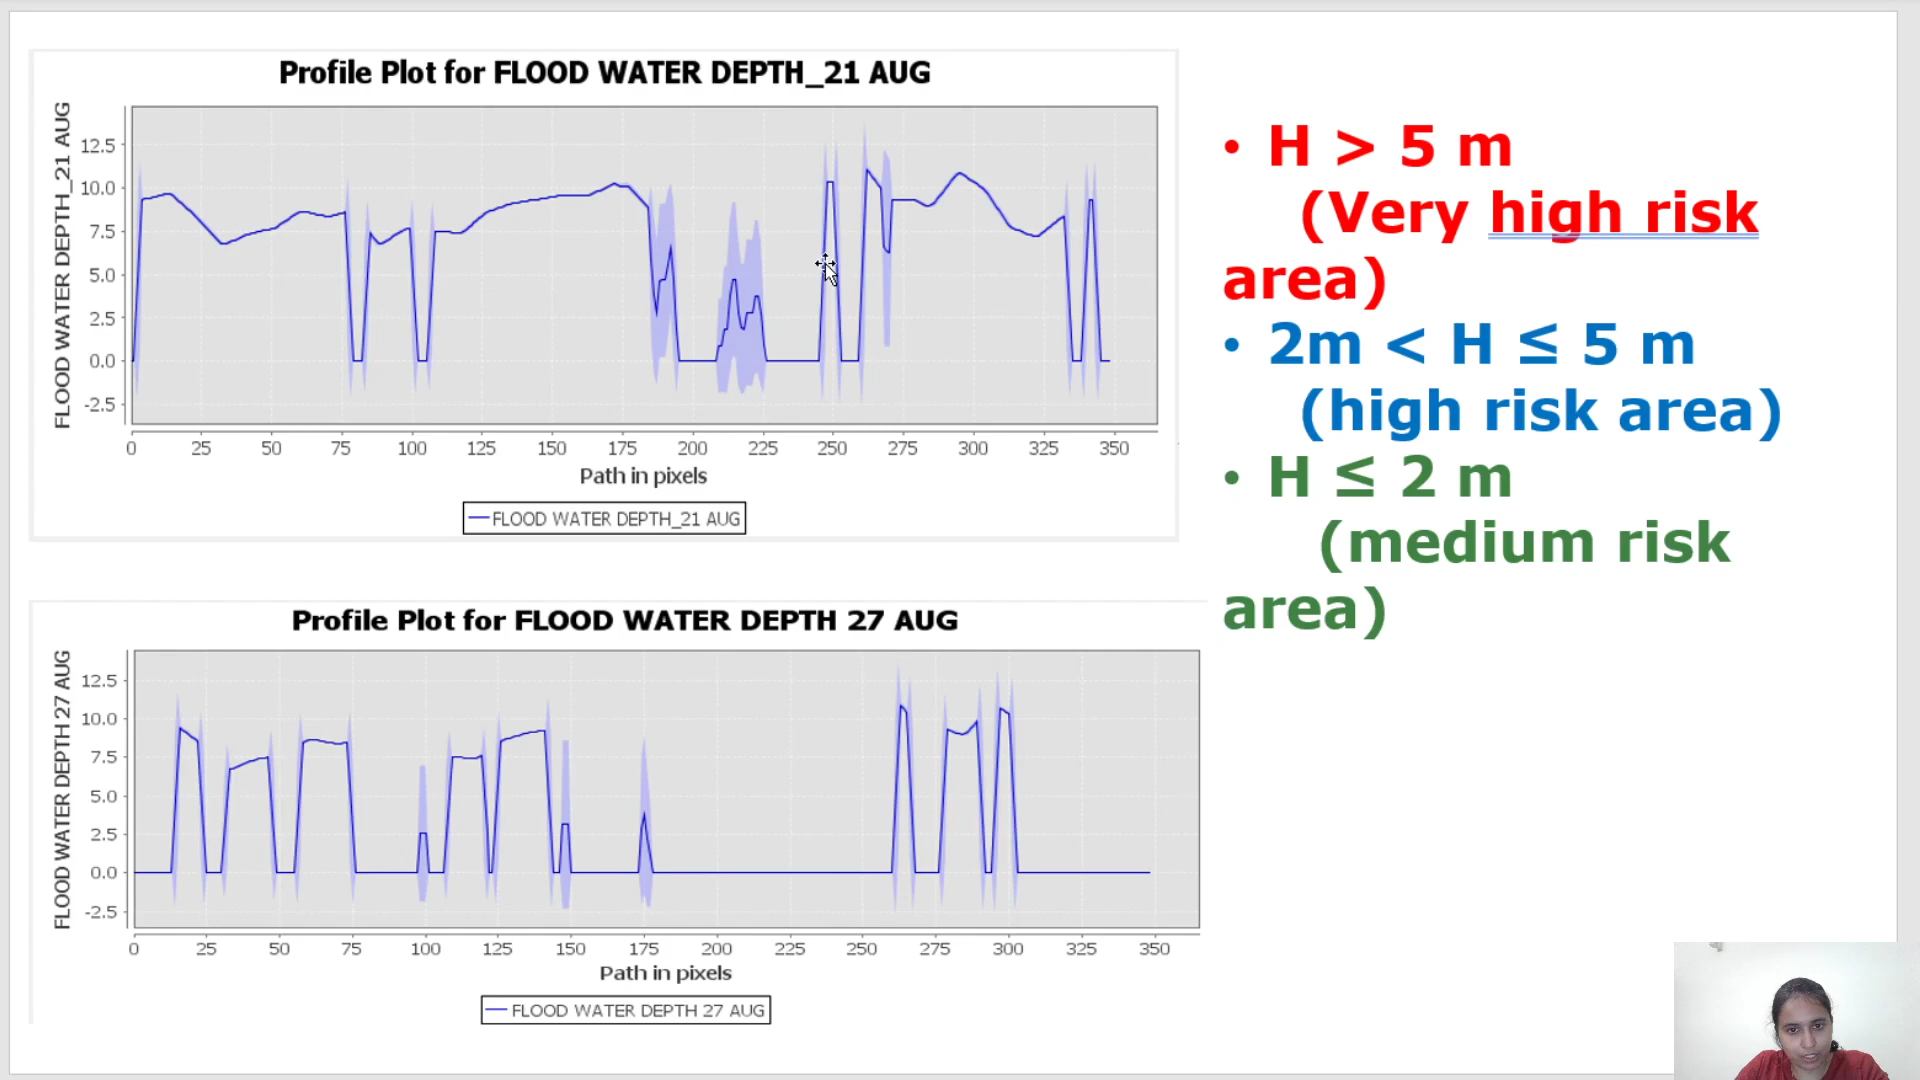 Profile Plot for FLOOD WATER DEPTH_21 AUG
FLOOD WATER DEPTH_21 AUG
12.5
10.0
7.5
5.0
2.5
0.0
-2.5
0 25 50 75 100 125 150 175 200 225 250 275 300 325 350
Path in pixels
FLOOD WATER DEPTH_21 AUG
Profile Plot for FLOOD WATER DEPTH 27 AUG
FLOOD WATER DEPTH 27 AUG
12.5
10.0
7.5
5.0
2.5
0.0
-2.5
0 25 50 75 100 125 150 175 200 225 250 275 300 325 350
Path in pixels
FLOOD WATER DEPTH 27 AUG
• H > 5 m
(Very high risk
area)
• 2m < H ≤ 5 m
(high risk area)
• H ≤ 2 m
(medium risk
area)